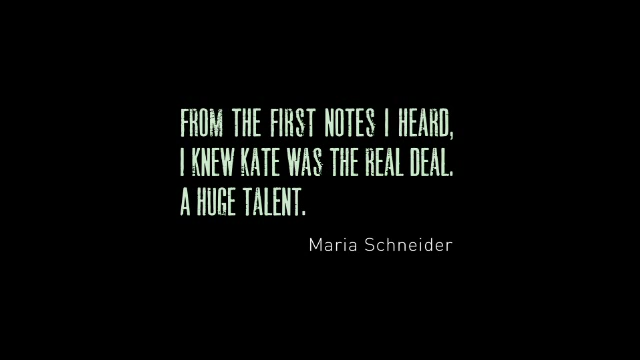 FROM THE FIRST NOTES I HEARD,
I KNEW KATE WAS THE REAL DEAL.
A HUGE TALENT.
Maria Schneider